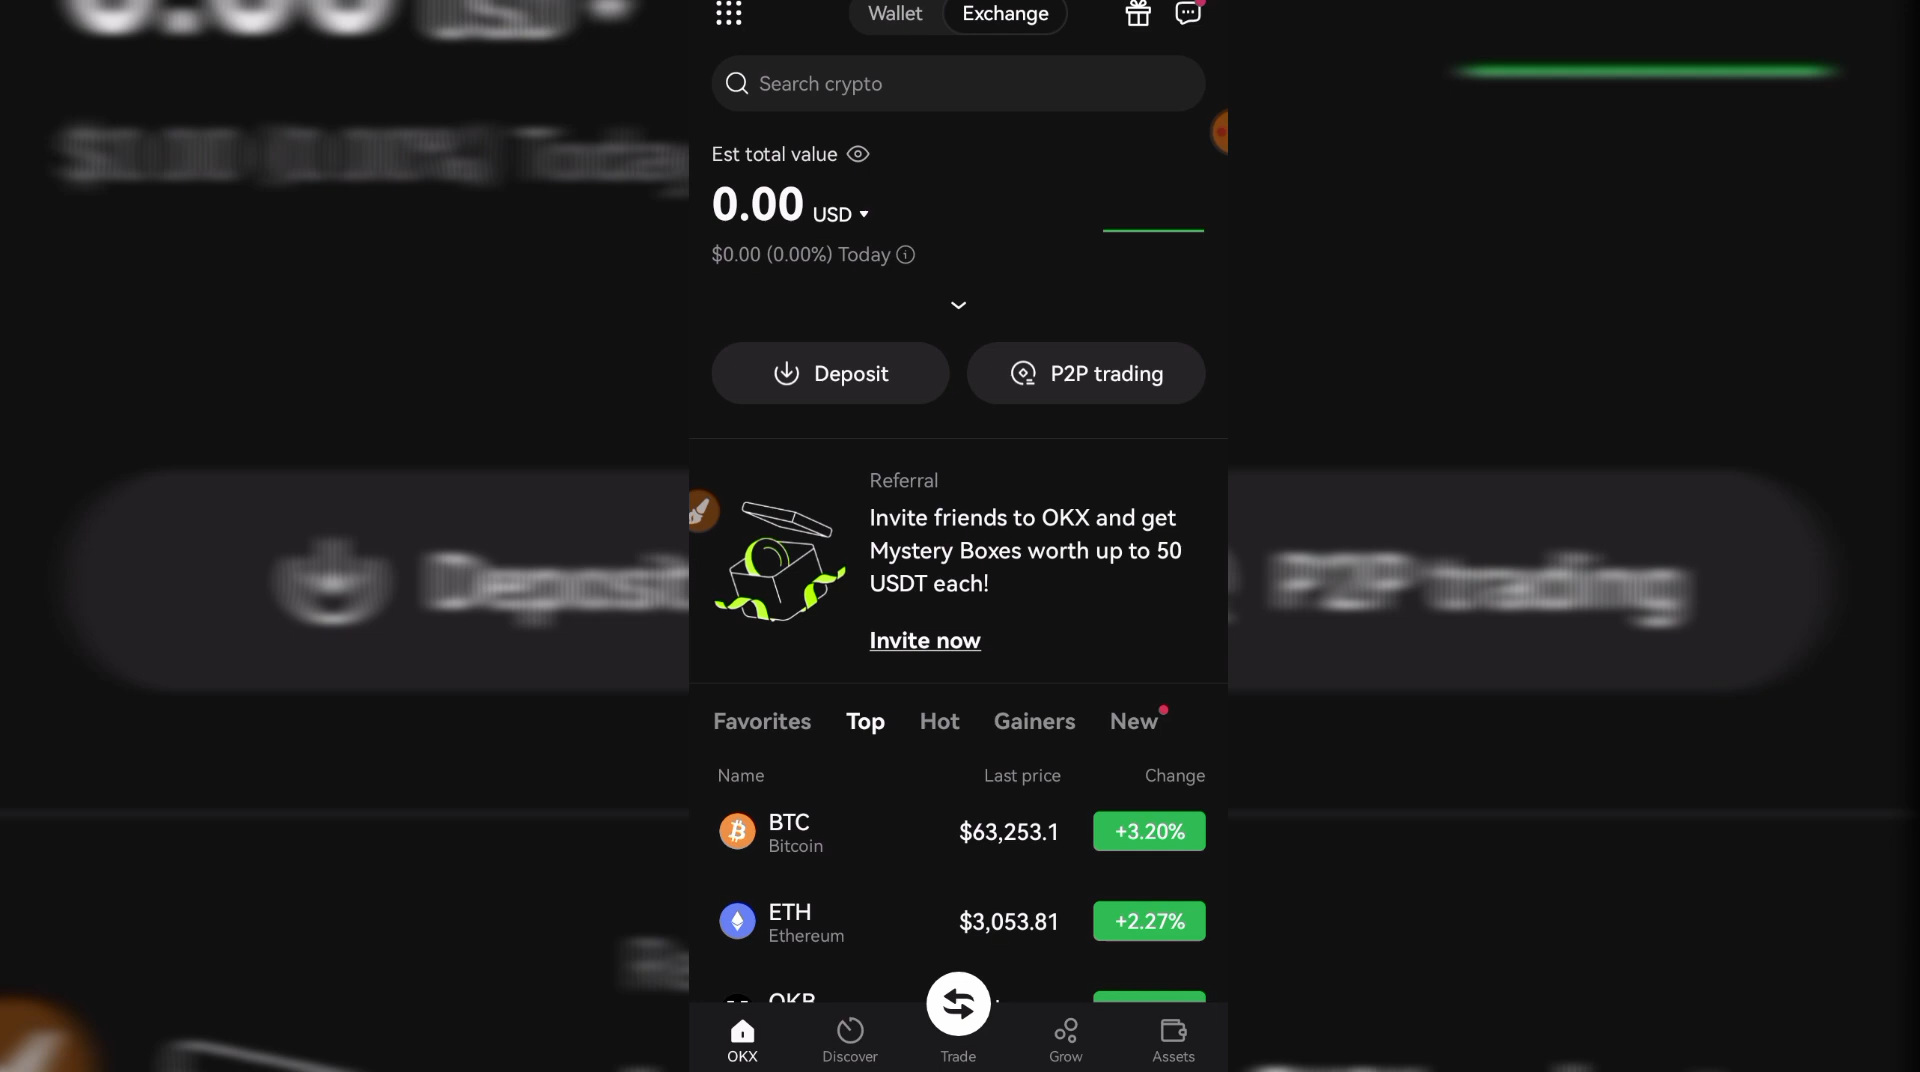 Wallet
Exchange
Search crypto
Est total value
0.00 USD
$0.00 (0.00%) Today
Deposit
P2P trading
Referral
Invite friends to OKX and get
Mystery Boxes worth up to 50
USDT each!
Invite now
Favorites
Top
Hot
Gainers
New
Name
Last price
Change
BTC
Bitcoin
$63,253.1
+3.20%
ETH
Ethereum
$3,053.81
+2.27%
OKB
OKX
Discover
Trade
Grow
Assets